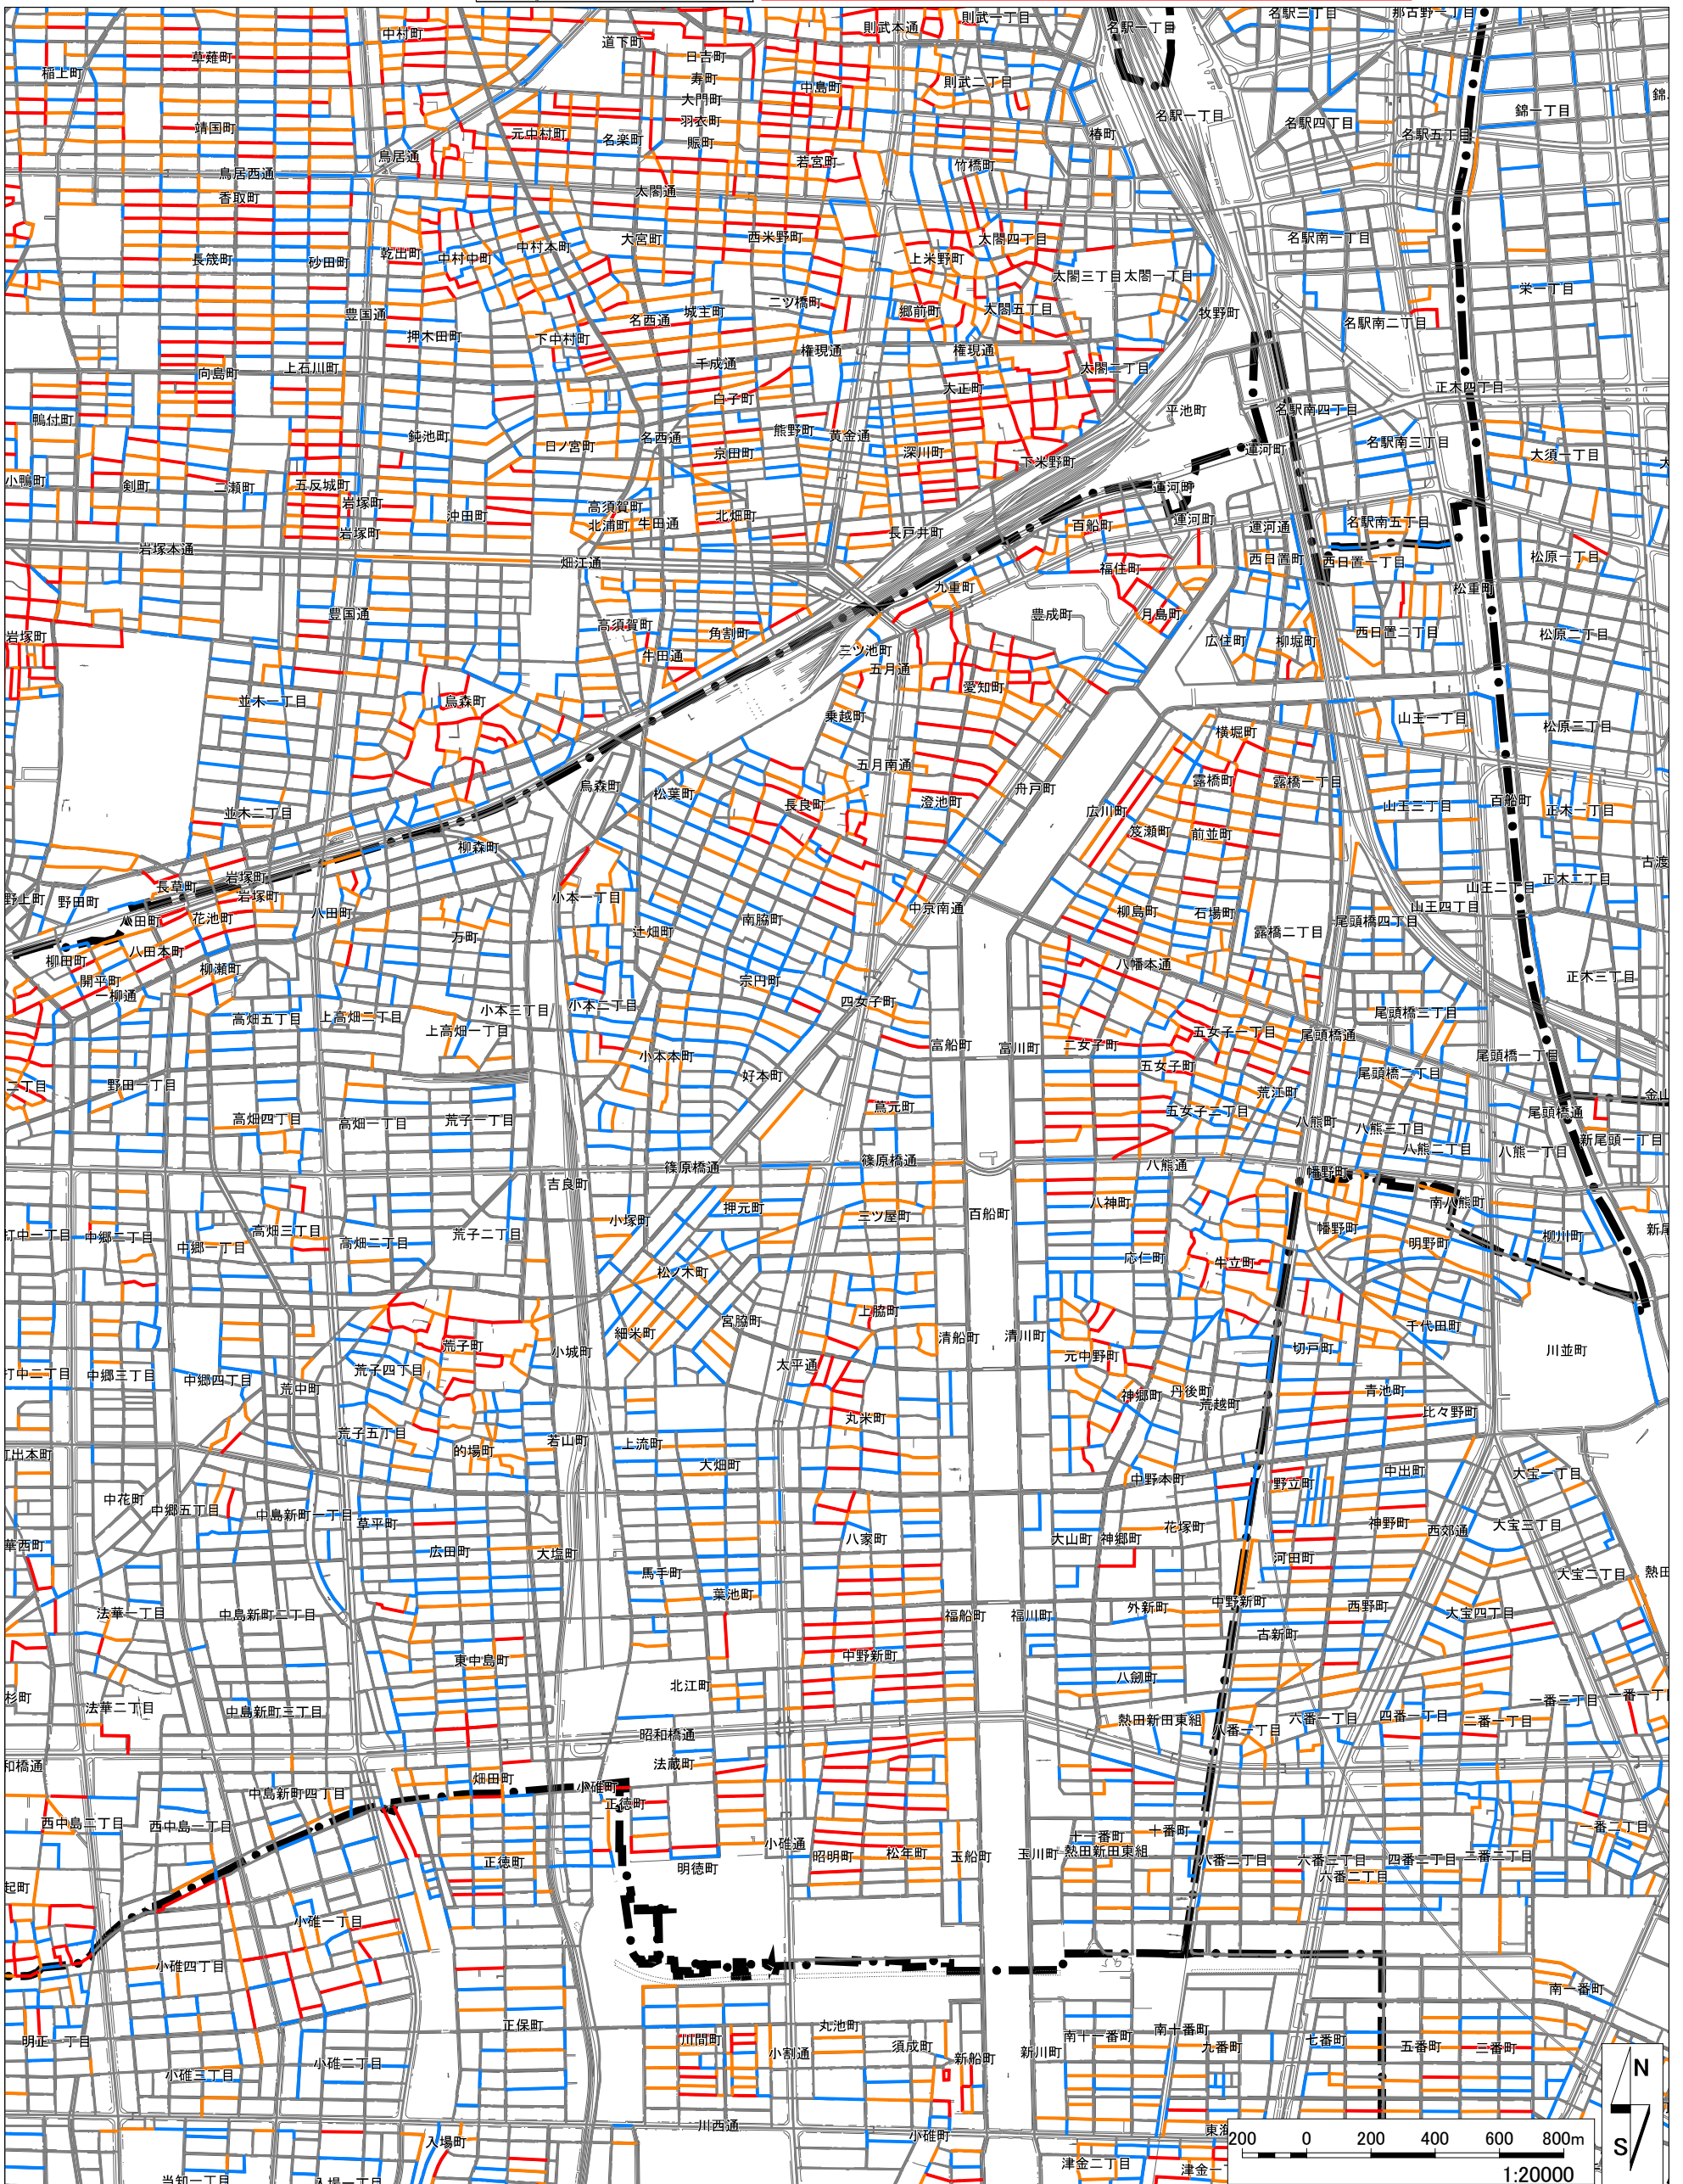 則武一丁目
名駅三丁目
那古野一丁目
中村町
則武本通
名駅一丁目
道下町
草薙町
日吉町
稲上町
寿町
中島町
則武二丁目
大門町
名駅一丁目
錦一丁目
靖国町
羽衣町
名駅四丁目
元中村町
名楽町
賑町
椿町
名駅五丁目
鳥居通
若宮町
竹橋町
鳥居西通
太閤通
香取町
大宮町
西米野町
太閤四丁目
名駅南一丁目
中村本町
乾出町
中村中町
上米野町
長筬町
砂田町
太閤三丁目
太閤一丁目
栄一丁目
二ツ橋町
豊国通
城主町
郷前町
太閤五丁目
牧野町
名西通
名駅南二丁目
押木田町
下中村町
権現通
権現通
千成通
太閤二丁目
向島町
上石川町
大正町
正木四丁目
白子町
平池町
名駅南四丁目
鴨付町
鈍池町
日ノ宮町
名西通
熊野町
黄金通
名駅南三丁目
京田町
深川町
運河町
大須一丁目
下米野町
小鴨町
剣町
二瀬町
五反城町
運河町
岩塚町
高須賀町
沖田町
北浦町
牛田通
北畑町
百船町
運河町
運河通
名駅南五丁目
岩塚町
長戸井町
岩塚本通
畑江通
福住町
西日置町
西日置一丁目
松原一丁目
九重町
松重町
豊国通
高須賀町
角割町
豊成町
月島町
岩塚町
広住町
柳堀町
西日置二丁目
松原二丁目
牛田通
三ツ池町
五月通
愛知町
並木一丁目
烏森町
乗越町
山王一丁目
松原三丁目
横堀町
五月南通
露橋町
露橋一丁目
烏森町
松葉町
舟戸町
長良町
澄池町
広川町
百船町
山王三丁目
正木一丁目
並木二丁目
笈瀬町
前並町
柳森町
岩塚町
長草町
岩塚町
小本一丁目
野上町
野田町
中京南通
柳島町
石場町
山王二丁目
正木二丁目
山王四丁目
八田町
花池町
八田町
南脇町
尾頭橋四丁目
万町
辻畑町
露橋二丁目
八田本町
柳田町
柳瀬町
八幡本通
開平町
宗円町
正木三丁目
一柳通
四女子町
小本三丁目
小本二丁目
高畑五丁目
上高畑二丁目
尾頭橋三丁目
上高畑一丁目
五女子一丁目
尾頭橋通
富船町
富川町
二女子町
小本本町
尾頭橋一丁目
五女子町
好本町
尾頭橋二丁目
二丁目
野田一丁目
荒江町
蔦元町
五女子二丁目
尾頭橋通
高畑四丁目
高畑一丁目
荒子一丁目
八熊町
八熊三丁目
新尾頭一丁目
八熊二丁目
八熊一丁目
篠原橋通
篠原橋通
八熊通
幡野町
吉良町
八神町
南八熊町
押元町
三ツ屋町
百船町
小塚町
幡野町
高畑三丁目
荒子二丁目
中郷二丁目
中郷一丁目
高畑二丁目
明野町
柳川町
応仁町
牛立町
松ノ木町
上脇町
宮脇町
細米町
清船町
清川町
千代田町
荒子町
小城町
切戸町
川並町
太平通
元中野町
荒子四丁目
中郷三丁目
中郷四丁目
荒中町
丹後町
青池町
神郷町
荒越町
丸米町
比々野町
荒子五丁目
若山町
上流町
的場町
大畑町
中野本町
中出町
大宝一丁目
野立町
中花町
中郷五丁目
中島新町一丁目
草平町
花塚町
神野町
西郊通
大宝三丁目
八家町
大山町
神郷町
広田町
大塩町
河田町
馬手町
葉池町
大宝二丁目
法華一丁目
中島新町二丁目
福船町
福川町
外新町
中野新町
西野町
大宝四丁目
古新町
中野新町
東中島町
八劔町
北江町
法華二丁目
中島新町三丁目
一番三丁目
熱田新田東組
八番一丁目
六番一丁目
四番一丁目
二番一丁目
昭和橋通
法蔵町
畑田町
小碓町
中島新町四丁目
正徳町
西中島二丁目
西中島一丁目
小碓通
十一番町
十番町
一番二丁目
正徳町
明徳町
昭明町
松年町
玉船町
玉川町
熱田新田東組
八番二丁目
六番三丁目
四番二丁目
二番二丁目
六番二丁目
小碓一丁目
小碓四丁目
南一番町
正保町
丸池町
明正一丁目
川間町
南十一番町
南十番町
小割通
須成町
新船町
新川町
九番町
七番町
五番町
三番町
小碓二丁目
小碓三丁目
N
川西通
入場町
小碓町
200 0 200 400 600 800m
S
津金二丁目
1:20000